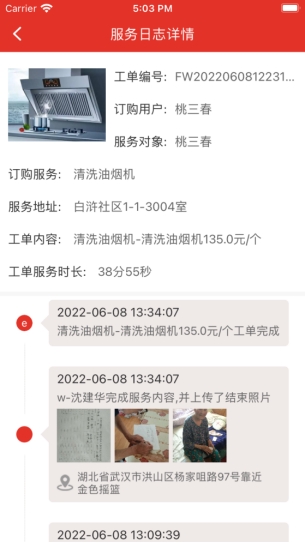 Carrier 5:03 PM
服务日志详情
工单编号: FW2022060812231...
订购用户: 桃三春
服务对象: 桃三春
订购服务: 清洗油烟机
服务地址: 白浒社区1-1-3004室
工单内容: 清洗油烟机-清洗油烟机135.0元/个
工单服务时长: 38分55秒
2022-06-08 13:34:07
e
清洗油烟机-清洗油烟机135.0元/个工单完成
2022-06-08 13:34:07
w-沈建华完成服务内容,并上传了结束照片
湖北省武汉市洪山区杨家咀路97号靠近
金色摇篮
2022-06-08 13:09:39